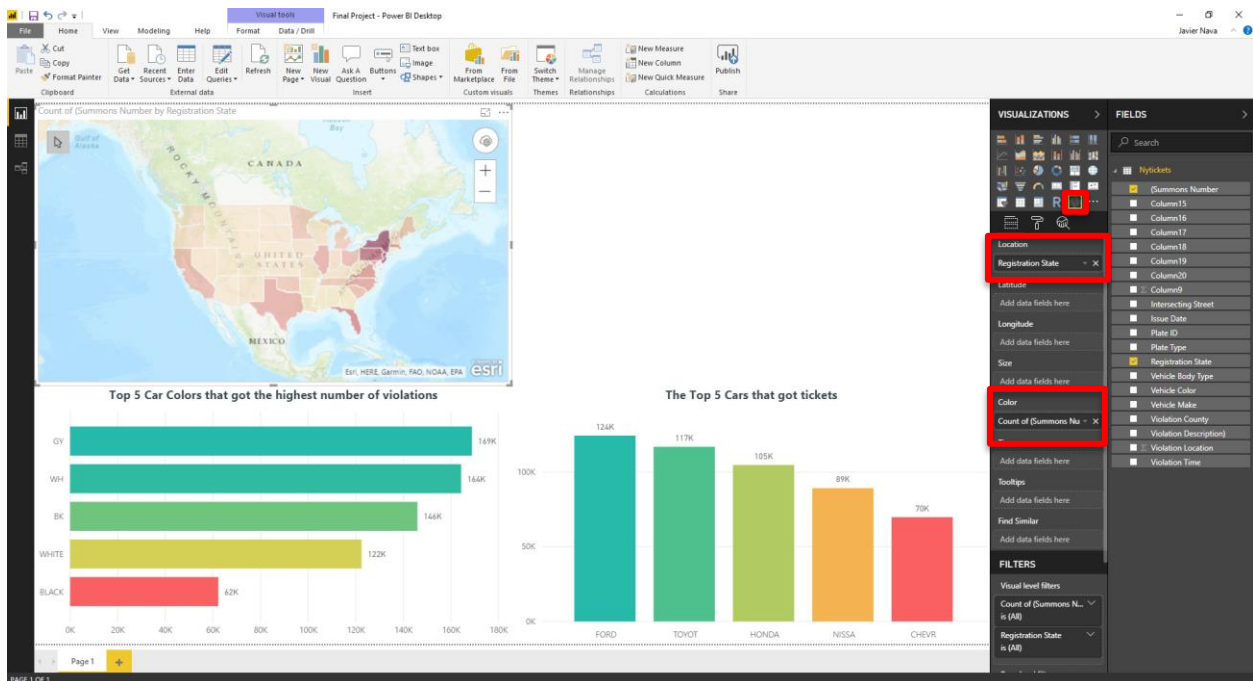 Visual tools
Final Project - Power BI Desktop
File Home View Modeling Help Format Data / Drill
Javier Nava
Paste
Cut
Copy
Format Painter
Clipboard
Get Data
Recent Sources
Enter Data
Edit Queries
Refresh
External data
New Page
New Visual
Ask A Question
Buttons
Text box
Image
Shapes
Insert
From Marketplace
From File
Custom visuals
Switch Theme
Themes
Manage Relationships
Relationships
New Measure
New Column
New Quick Measure
Calculations
Publish
Share
Count of (Summons Number by Registration State
Gulf of Alaska
Bay
ROCKY MOUNTAINS
CANADA
UNITED STATES
MEXICO
Esri, HERE, Garmin, FAO, NOAA, EPA
esri
Top 5 Car Colors that got the highest number of violations
GY 169K
WH 164K
BK 146K
WHITE 122K
BLACK 62K
0K 20K 40K 60K 80K 100K 120K 140K 160K 180K
The Top 5 Cars that got tickets
124K 117K 105K 89K 70K
100K
50K
0K
FORD TOYOT HONDA NISSA CHEVR
VISUALIZATIONS
R
Location
Registration State
Latitude
Add data fields here
Longitude
Add data fields here
Size
Add data fields here
Color
Count of (Summons Nu
Add data fields here
Tooltips
Add data fields here
Find Similar
Add data fields here
FILTERS
Visual level filters
Count of (Summons N...
is (All)
Registration State
is (All)
FIELDS
Search
Nytickets
(Summons Number
Column15
Column16
Column17
Column18
Column19
Column20
Σ Column9
Intersecting Street
Issue Date
Plate ID
Plate Type
Registration State
Vehicle Body Type
Vehicle Color
Vehicle Make
Violation County
Violation Description)
Σ Violation Location
Violation Time
Page 1
PAGE 1 OF 1